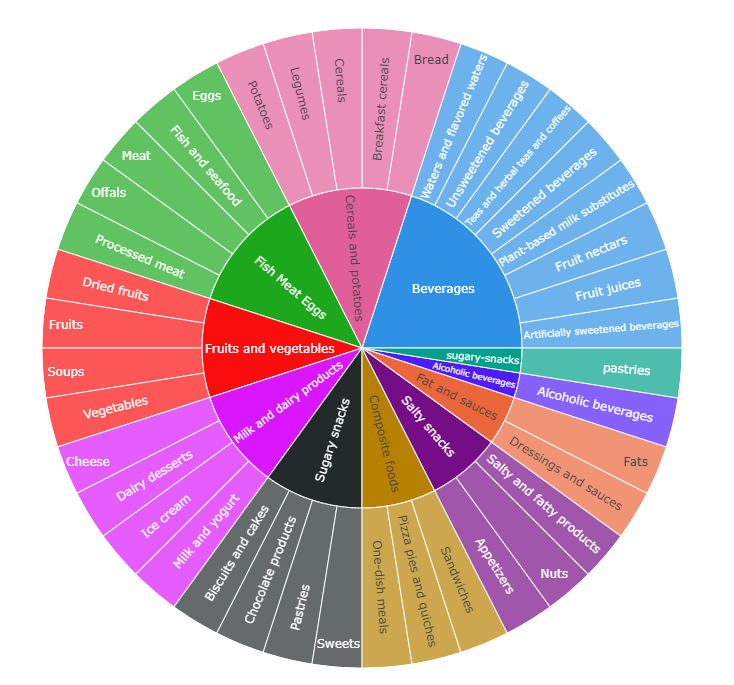 Beverages
Waters and flavored waters
Unsweetened beverages
Teas and herbal teas and coffees
Sweetened beverages
Plant-based milk substitutes
Fruit nectars
Fruit juices
Artificially sweetened beverages
sugary-snacks
pastries
Alcoholic beverages
Alcoholic beverages
Fat and sauces
Fats
Dressings and sauces
Salty snacks
Salty and fatty products
Nuts
Appetizers
Composite foods
Sandwiches
Pizza pies and quiches
One-dish meals
Sugary snacks
Sweets
Pastries
Chocolate products
Biscuits and cakes
Milk and dairy products
Milk and yogurt
Ice cream
Dairy desserts
Cheese
Fruits and vegetables
Vegetables
Soups
Fruits
Dried fruits
Fish Meat Eggs
Processed meat
Offals
Meat
Fish and seafood
Eggs
Cereals and potatoes
Potatoes
Legumes
Cereals
Breakfast cereals
Bread